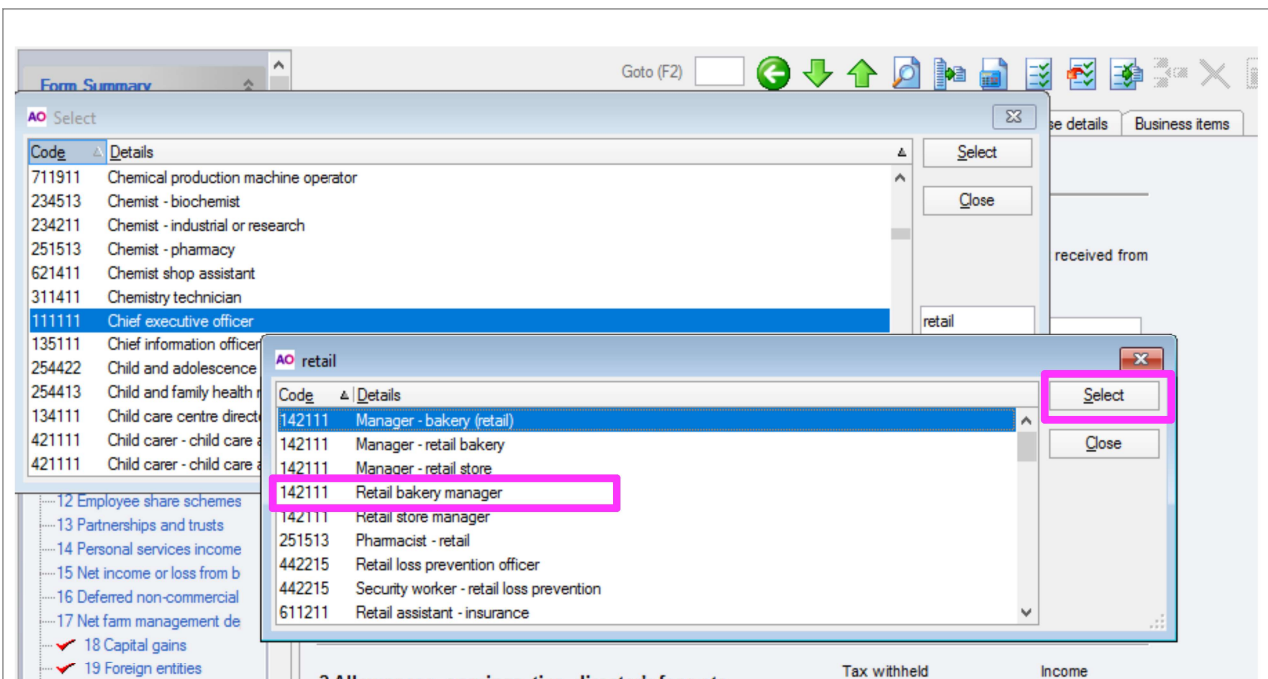 Goto (F2)
Form Summary
AO Select
se details Business items
Code Details
Select
711911 Chemical production machine operator
234513 Chemist - biochemist
Close
234211 Chemist - industrial or research
251513 Chemist - pharmacy
received from
621411 Chemist shop assistant
311411 Chemistry technician
111111 Chief executive officer
retail
135111 Chief information officer
254422 Child and adolescence
254413 Child and family health
134111 Child care centre direct
421111 Child carer - child care
421111 Child carer - child care
AO retail
Code Details
Select
142111 Manager - bakery (retail)
142111 Manager - retail bakery
Close
142111 Manager - retail store
142111 Retail bakery manager
142111 Retail store manager
251513 Pharmacist - retail
442215 Retail loss prevention officer
442215 Security worker - retail loss prevention
611211 Retail assistant - insurance
12 Employee share schemes
13 Partnerships and trusts
14 Personal services income
15 Net income or loss from b
16 Deferred non-commercial
17 Net farm management de
18 Capital gains
19 Foreign entities
Tax withheld Income